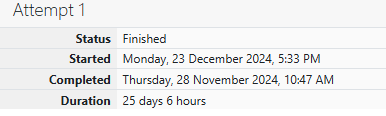 Attempt 1
Status Finished
Started Monday, 23 December 2024, 5:33 PM
Completed Thursday, 28 November 2024, 10:47 AM
Duration 25 days 6 hours